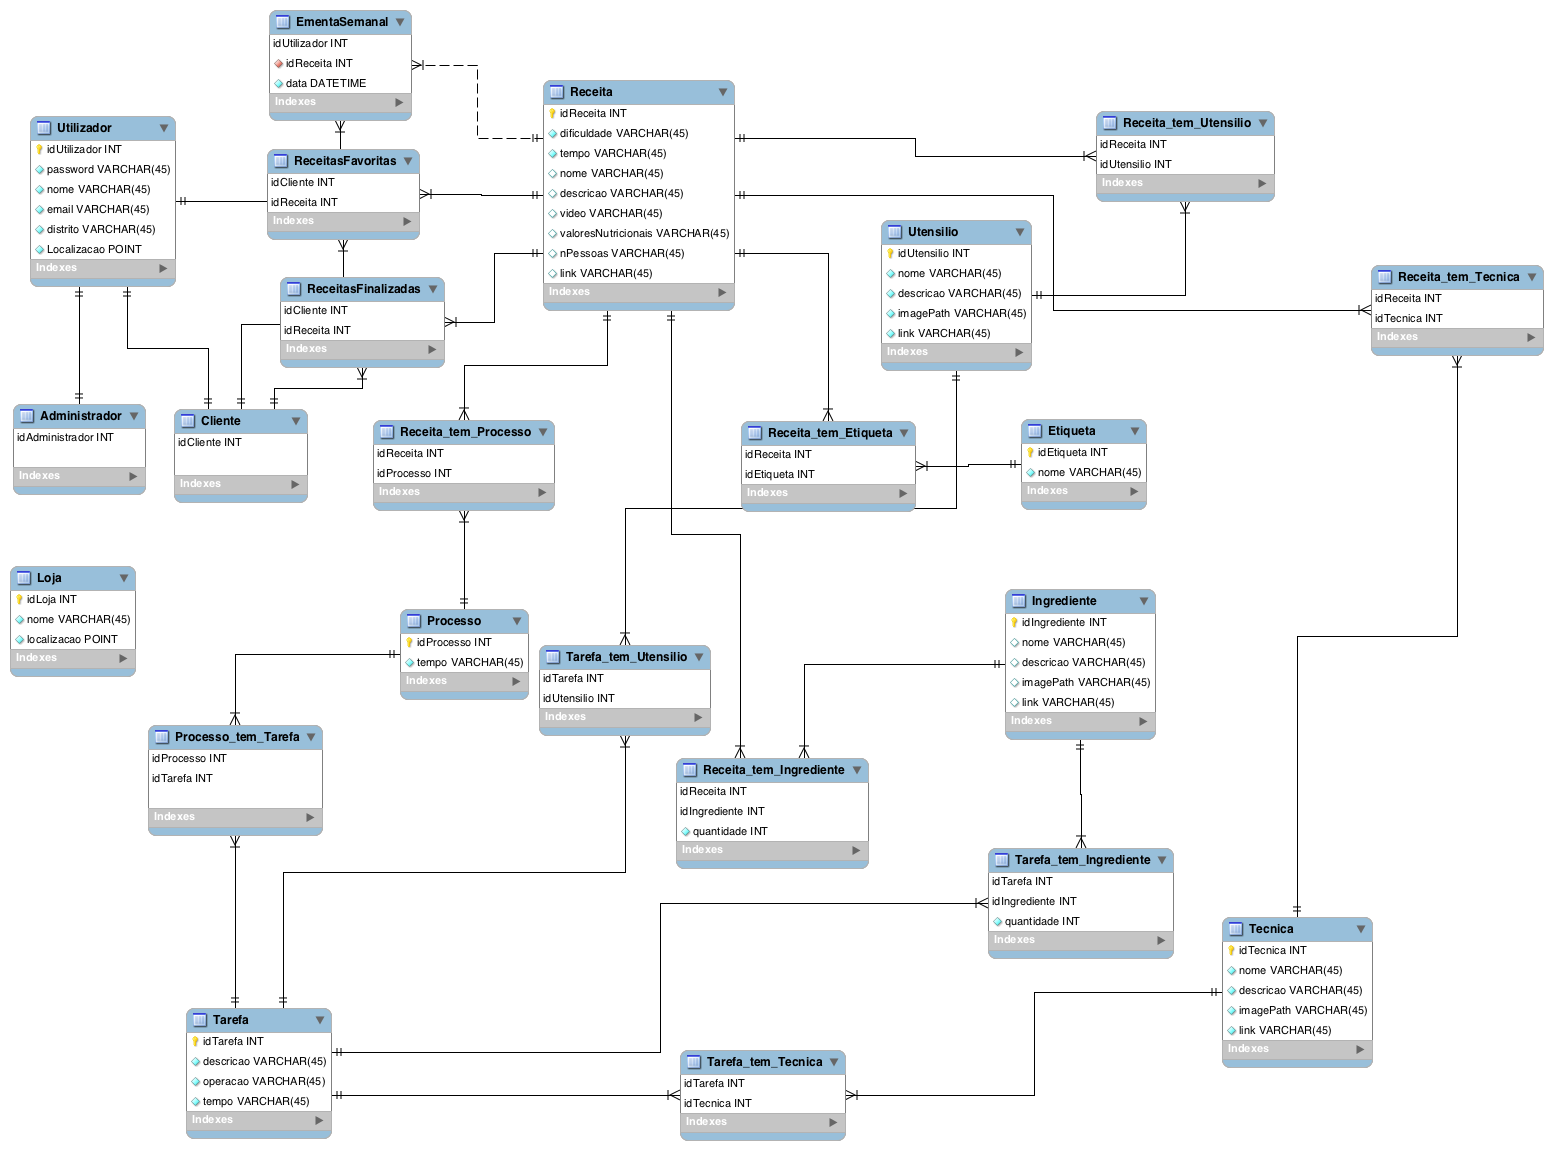 EmentaSemanal
idUtilizador INT
idReceita INT
data DATETIME
Indexes
Utilizador
idUtilizador INT
password VARCHAR(45)
nome VARCHAR(45)
email VARCHAR(45)
distrito VARCHAR(45)
Localizacao POINT
Indexes
ReceitasFavoritas
idCliente INT
idReceita INT
Indexes
ReceitasFinalizadas
idCliente INT
idReceita INT
Indexes
Receita
idReceita INT
dificuldade VARCHAR(45)
tempo VARCHAR(45)
nome VARCHAR(45)
descricao VARCHAR(45)
video VARCHAR(45)
valoresNutricionais VARCHAR(45)
nPessoas VARCHAR(45)
link VARCHAR(45)
Indexes
Receita_tem_Utensilio
idReceita INT
idUtensilio INT
Indexes
Utensilio
idUtensilio INT
nome VARCHAR(45)
descricao VARCHAR(45)
imagePath VARCHAR(45)
link VARCHAR(45)
Indexes
Receita_tem_Tecnica
idReceita INT
idTecnica INT
Indexes
Administrador
idAdministrador INT
Indexes
Cliente
idCliente INT
Indexes
Receita_tem_Processo
idReceita INT
idProcesso INT
Indexes
Receita_tem_Etiqueta
idReceita INT
idEtiqueta INT
Indexes
Etiqueta
idEtiqueta INT
nome VARCHAR(45)
Indexes
Loja
idLoja INT
nome VARCHAR(45)
localizacao POINT
Indexes
Processo
idProcesso INT
tempo VARCHAR(45)
Indexes
Tarefa_tem_Utensilio
idTarefa INT
idUtensilio INT
Indexes
Ingrediente
idIngrediente INT
nome VARCHAR(45)
descricao VARCHAR(45)
imagePath VARCHAR(45)
link VARCHAR(45)
Indexes
Processo_tem_Tarefa
idProcesso INT
idTarefa INT
Indexes
Receita_tem_Ingrediente
idReceita INT
idIngrediente INT
quantidade INT
Indexes
Tarefa_tem_Ingrediente
idTarefa INT
idIngrediente INT
quantidade INT
Indexes
Tecnica
idTecnica INT
nome VARCHAR(45)
descricao VARCHAR(45)
imagePath VARCHAR(45)
link VARCHAR(45)
Indexes
Tarefa
idTarefa INT
descricao VARCHAR(45)
operacao VARCHAR(45)
tempo VARCHAR(45)
Indexes
Tarefa_tem_Tecnica
idTarefa INT
idTecnica INT
Indexes